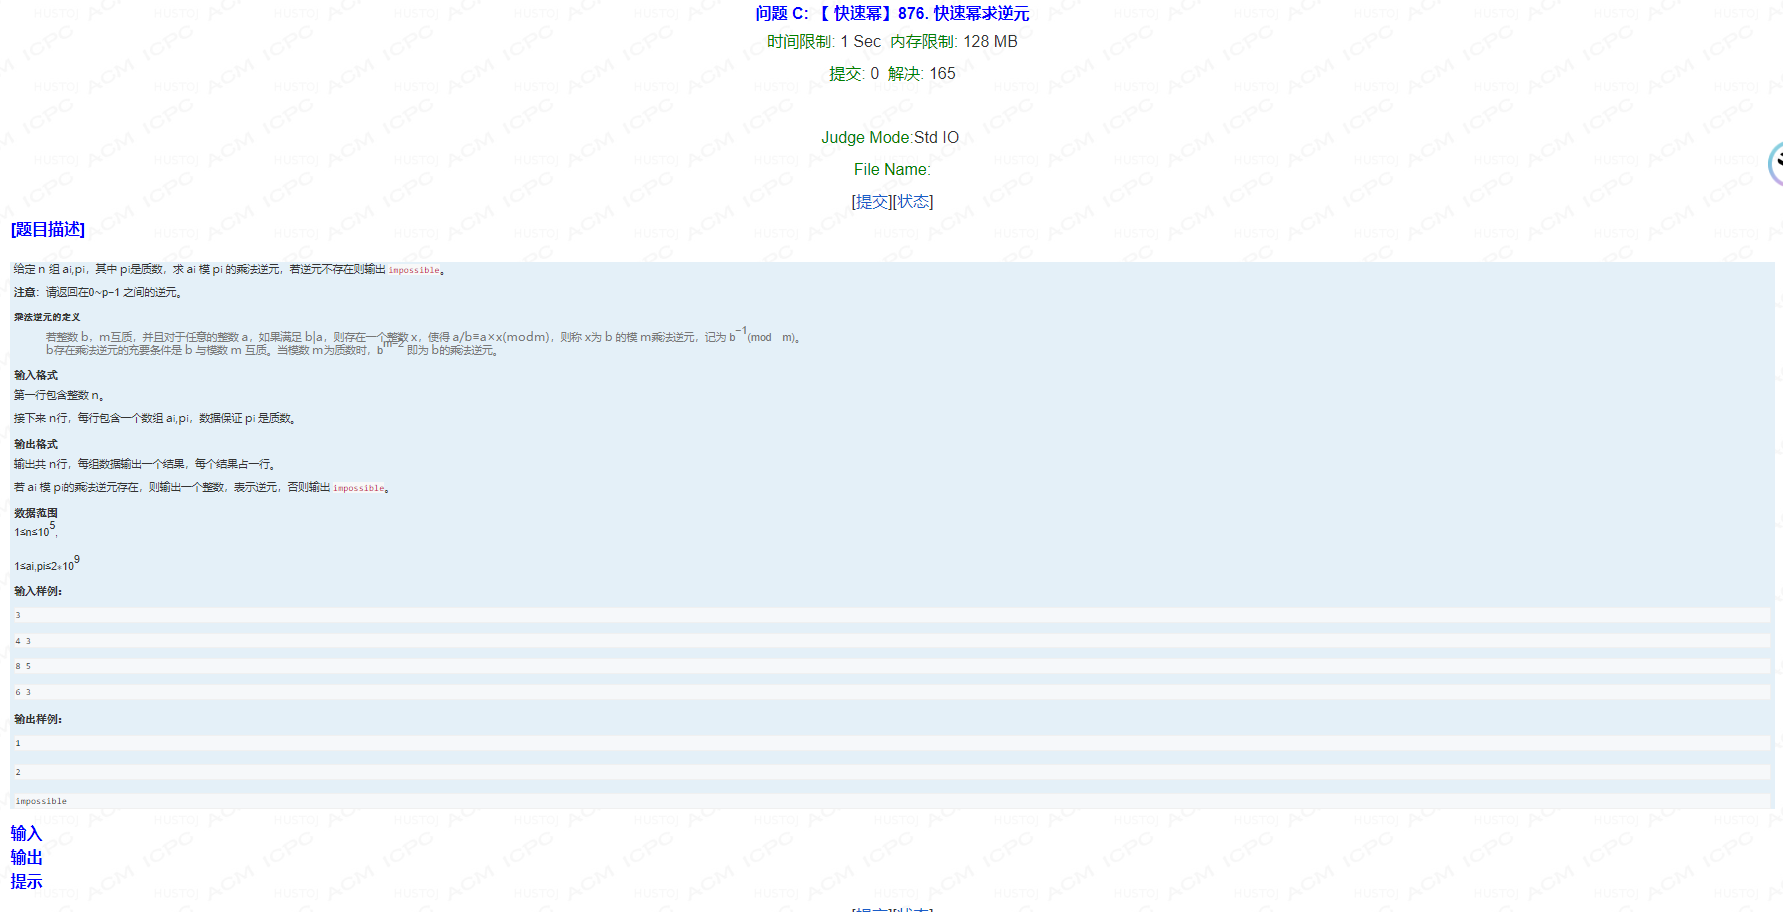 问题 C: 【 快速幂】876. 快速幂求逆元
时间限制: 1 Sec 内存限制: 128 MB
提交: 0 解决: 165
Judge Mode:Std IO
File Name:
[提交][状态]
[题目描述]
给定 n 组 ai,pi，其中 pi是质数，求 ai 模 pi 的乘法逆元，若逆元不存在则输出 impossible。
注意：请返回在0~p−1 之间的逆元。
乘法逆元的定义
若整数 b，m互质，并且对于任意的整数 a，如果满足 b|a，则存在一个整数 x，使得 a/b≡a×x(modm)，则称 x为 b 的模 m乘法逆元，记为 b−1(mod m)。
b存在乘法逆元的充要条件是 b 与模数 m 互质。当模数 m为质数时，bm−2 即为 b的乘法逆元。
输入格式
第一行包含整数 n。
接下来 n行，每行包含一个数组 ai,pi，数据保证 pi 是质数。
输出格式
输出共 n行，每组数据输出一个结果，每个结果占一行。
若 ai 模 pi的乘法逆元存在，则输出一个整数，表示逆元，否则输出 impossible。
数据范围
1≤n≤105,
1≤ai,pi≤2∗109
输入样例：
3
4 3
8 5
6 3
输出样例：
1
2
impossible
输入
输出
提示
[提交][状态]